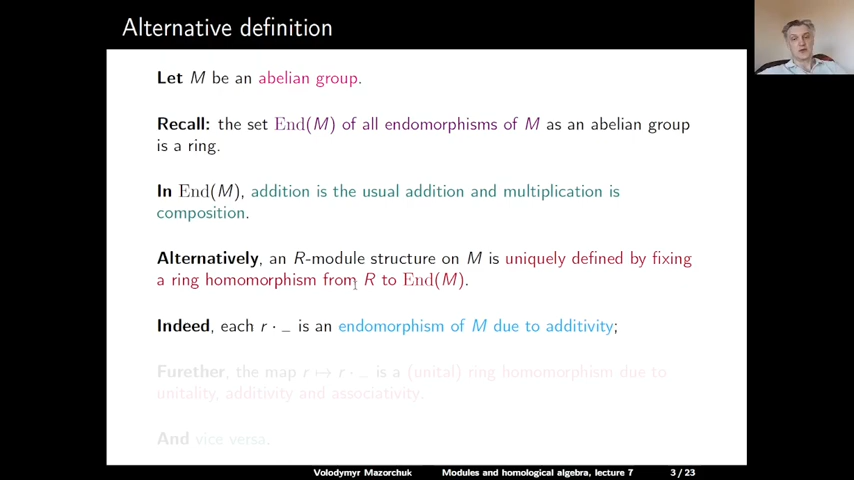 Alternative definition
Let M be an abelian group.
Recall: the set End(M) of all endomorphisms of M as an abelian group
is a ring.
In End(M), addition is the usual addition and multiplication is
composition.
Alternatively, an R-module structure on M is uniquely defined by fixing
a ring homomorphism from R to End(M).
Indeed, each r · _ is an endomorphism of M due to additivity;
Furether, the map r ↦ r · _ is a (unital) ring homomorphism due to
unitality, additivity and associativity.
And vice versa.
Volodymyr Mazorchuk Modules and homological algebra, lecture 7 3 / 23